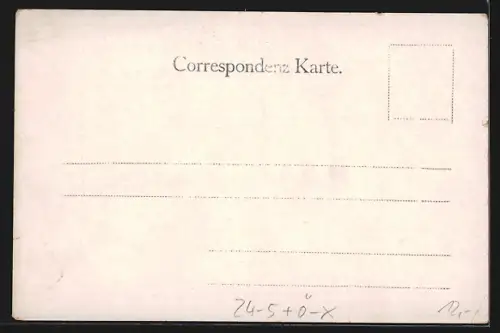 Correspondenz Karte.
24-5+Ö-X
12,-